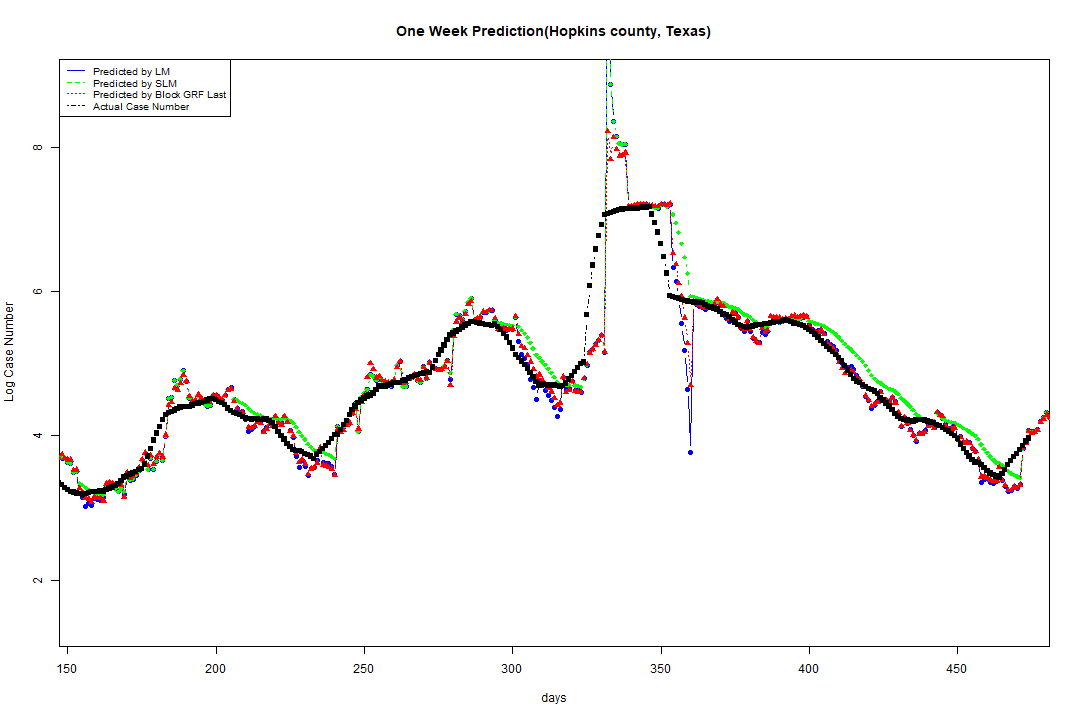 One Week Prediction(Hopkins county, Texas)
Predicted by LM
Predicted by SLM
Predicted by Block GRF Last
Actual Case Number
Log Case Number
8
6
4
2
150 200 250 300 350 400 450
days